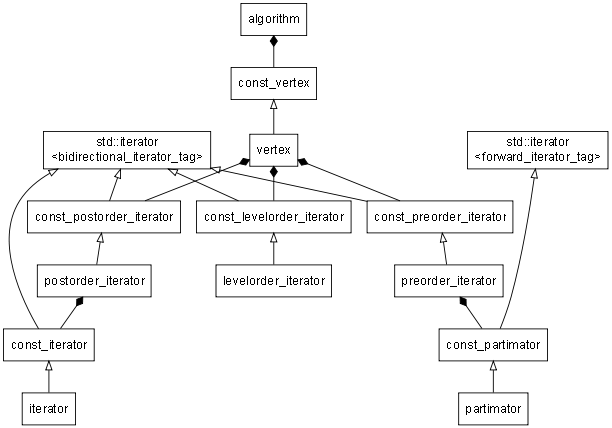 algorithm
const_vertex
std::iterator
<bidirectional_iterator_tag>
vertex
std::iterator
<forward_iterator_tag>
const_postorder_iterator
const_levelorder_iterator
const_preorder_iterator
postorder_iterator
levelorder_iterator
preorder_iterator
const_iterator
const_partimator
iterator
partimator